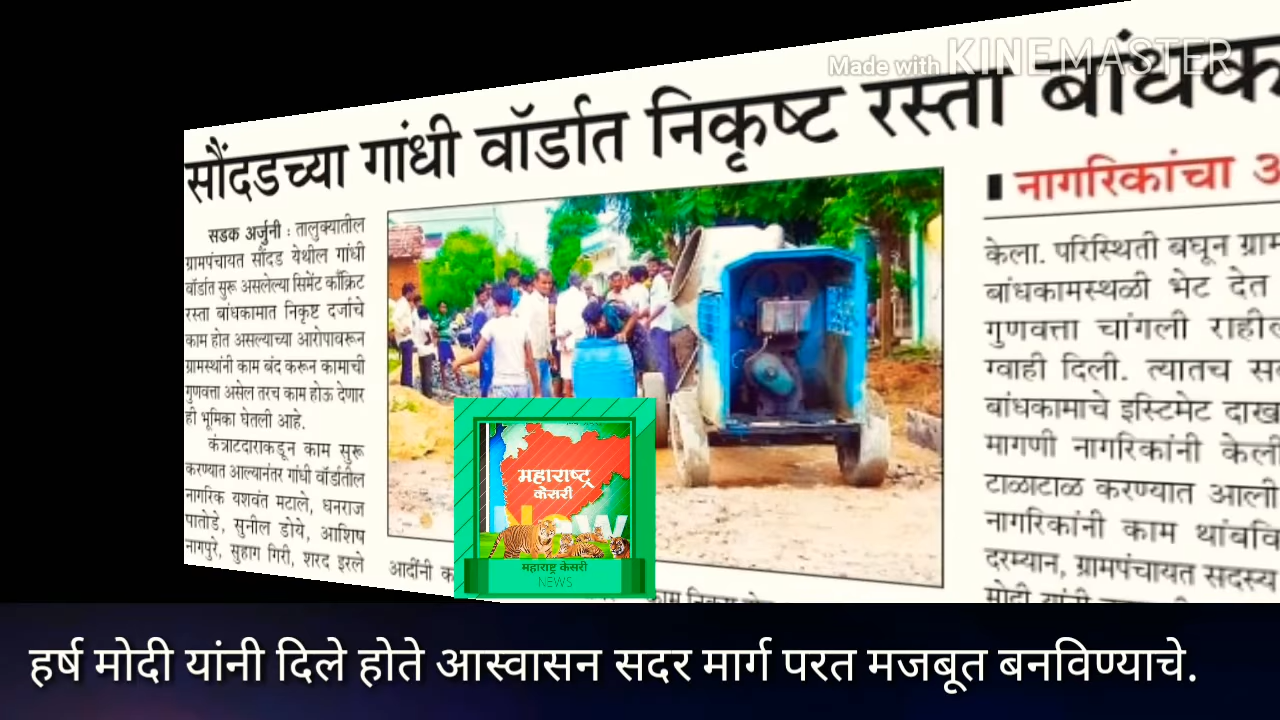 Made with KINEMASTER
सौंदडच्या गांधी वॉर्डात निकृष्ट रस्ता
नागरिकांचा
सडक अर्जुनी : तालुक्यातील
ग्रामपंचायत सौंदड येथील गांधी
वॉर्डात सुरू असलेल्या सिमेंट काँक्रिट
रस्ता बांधकामात निकृष्ट दर्जाचे
काम होत असल्याच्या आरोपावरून
ग्रामस्थांनी काम बंद करून कामाची
गुणवत्ता असेल तरच काम होऊ देणार
ही भूमिका घेतली आहे.
कंत्राटदाराकडून काम सुरू
करण्यात आल्यानंतर गांधी वॉर्डातील
नागरिक यशवंत मटाले, धनराज
पातोडे, सुनील डोये, आशिष
नागपुरे, सुहाग गिरी, शरद इरले
आदींनी
केला. परिस्थिती बघून
बांधकामस्थळी भेट देत
गुणवत्ता चांगली
ग्वाही दिली. त्यातच
बांधकामाचे इस्टिमेट
मागणी नागरिकांनी
टाळाटाळ करण्यात आली
नागरिकांनी काम
दरम्यान, ग्रामपंचायत सदस्य
महाराष्ट्र
केसरी
Now
महाराष्ट्र केसरी
NEWS
हर्ष मोदी यांनी दिले होते आस्वासन सदर मार्ग परत मजबूत बनविण्याचे.